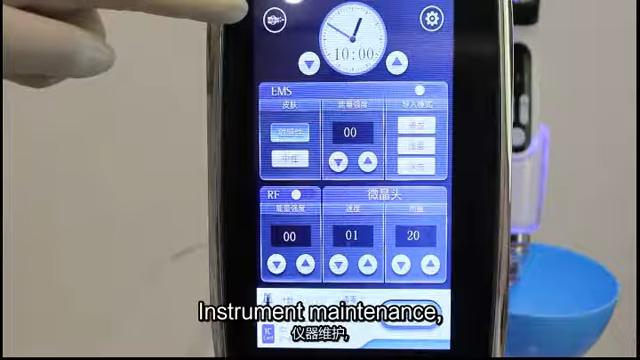 10:00
EMS
皮肤
能量强度
导入模式
敏感性
00
中性
RF
微晶头
能量强度
速度
用量
00
01
20
Instrument maintenance,
仪器维护,